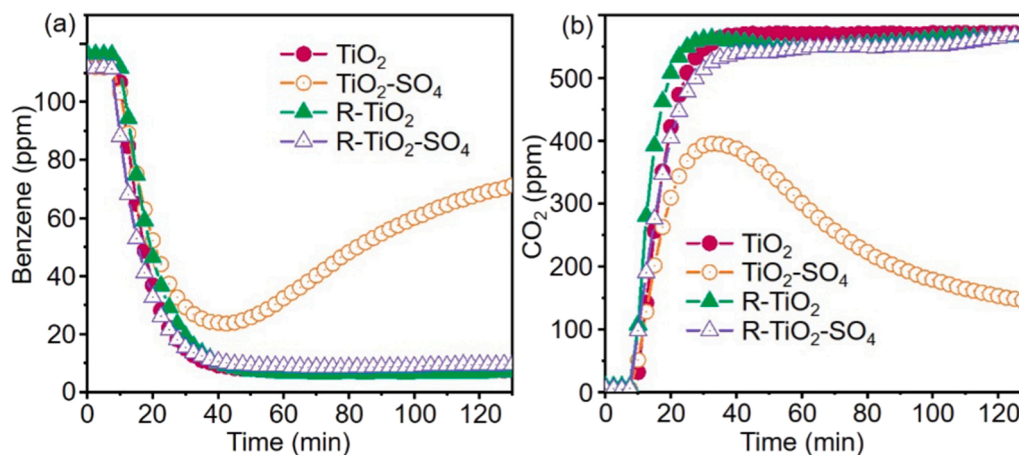 (a)
TiO2
TiO2-SO4
R-TiO2
R-TiO2-SO4
Benzene (ppm)
100
80
60
40
20
0
0 20 40 60 80 100 120
Time (min)
(b)
TiO2
TiO2-SO4
R-TiO2
R-TiO2-SO4
CO2 (ppm)
500
400
300
200
100
0
0 20 40 60 80 100 120
Time (min)